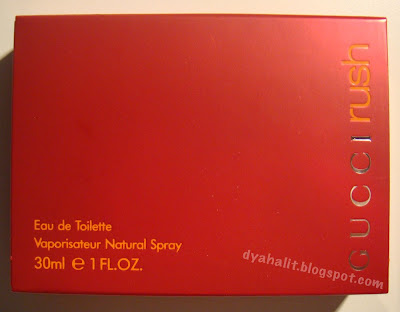 GUCCI rush
Eau de Toilette
Vaporisateur Natural Spray
30ml ℮ 1 FL.OZ.
dyahalit.blogspot.com